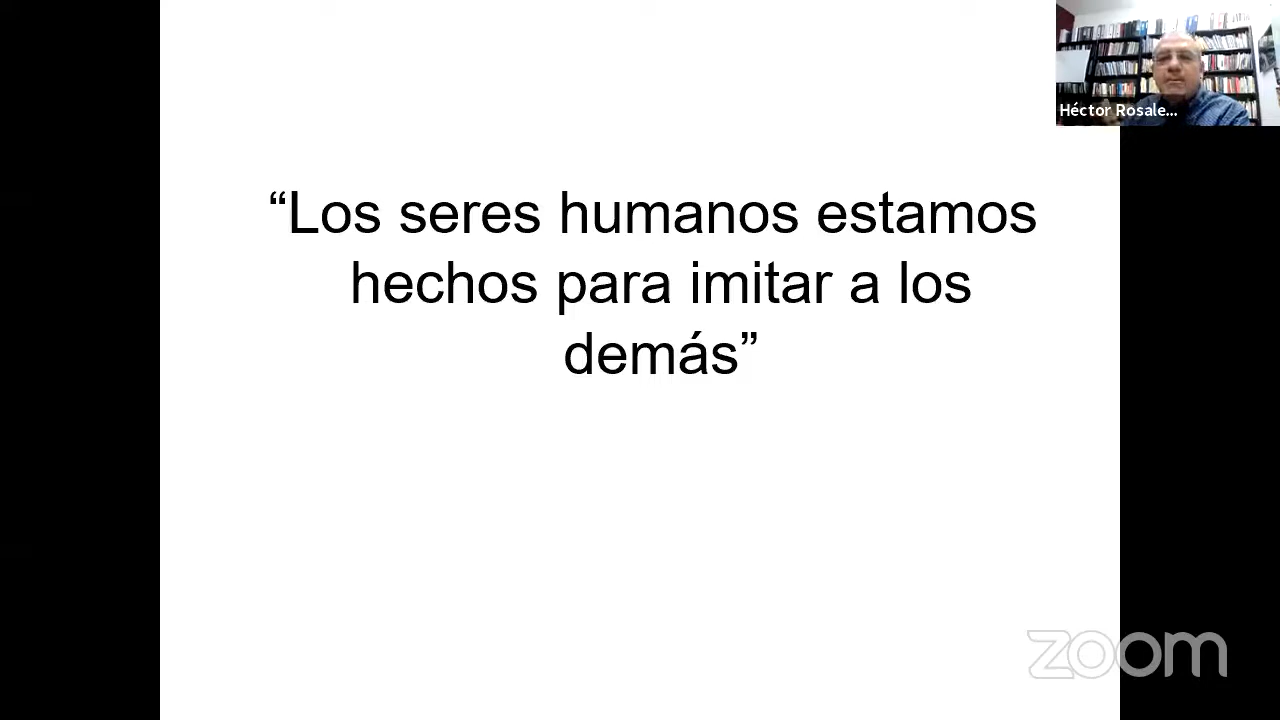 Héctor Rosale...
“Los seres humanos estamos
hechos para imitar a los
demás”
zoom